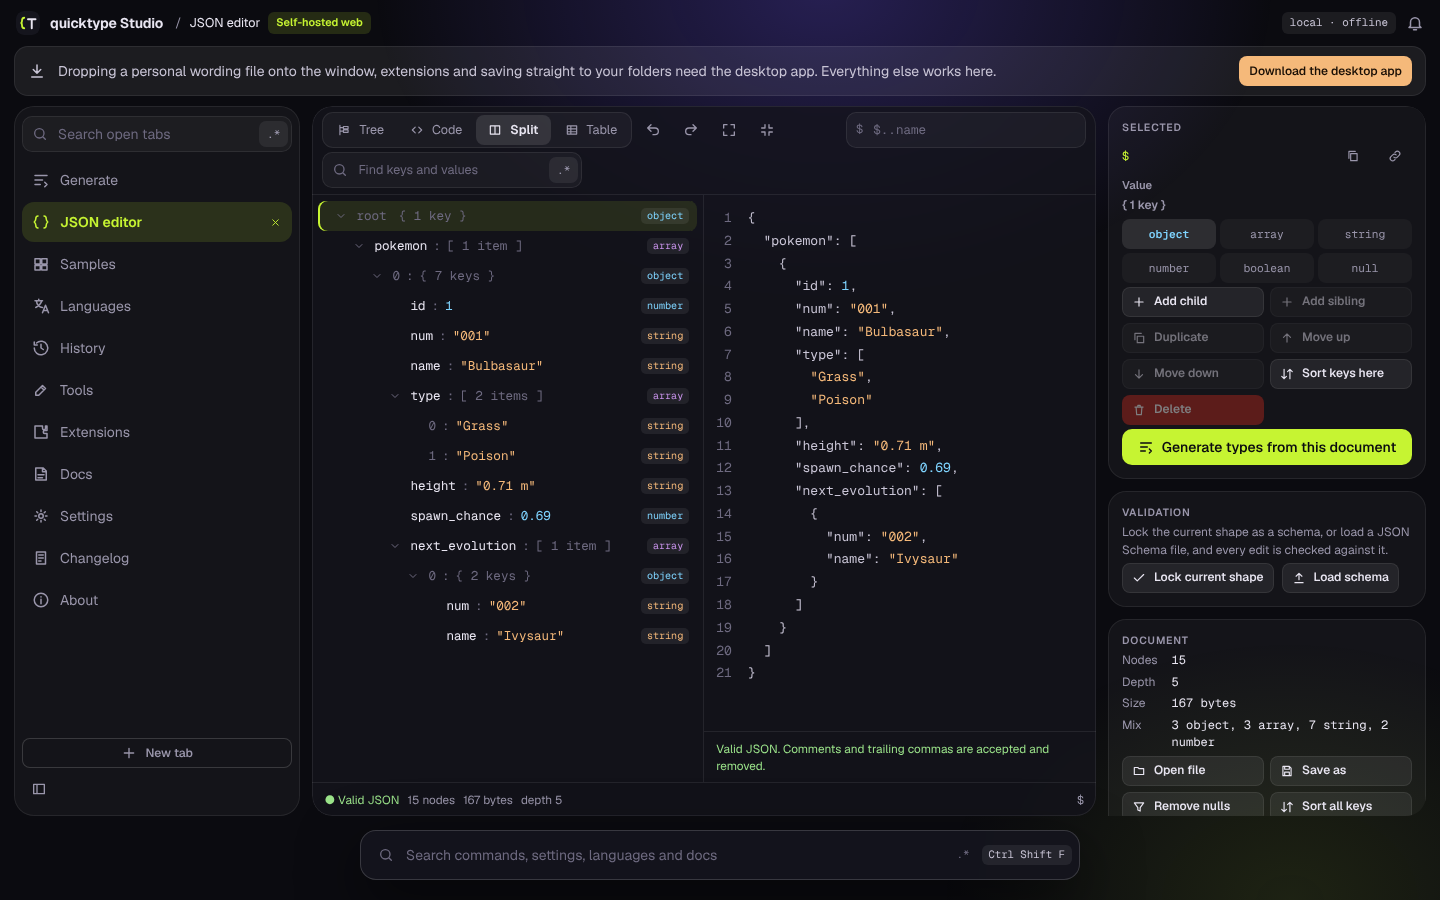 {T quicktype Studio / JSON editor Self-hosted web
local · offline
Dropping a personal wording file onto the window, extensions and saving straight to your folders need the desktop app. Everything else works here.
Download the desktop app
Search open tabs .*
Generate
JSON editor ×
Samples
Languages
History
Tools
Extensions
Docs
Settings
Changelog
About
New tab
Tree Code Split Table
$ $..name
Find keys and values .*
root { 1 key } object
pokemon : [ 1 item ] array
0 : { 7 keys } object
id : 1 number
num : "001" string
name : "Bulbasaur" string
type : [ 2 items ] array
0 : "Grass" string
1 : "Poison" string
height : "0.71 m" string
spawn_chance : 0.69 number
next_evolution : [ 1 item ] array
0 : { 2 keys } object
num : "002" string
name : "Ivysaur" string
1 {
2 "pokemon": [
3 {
4 "id": 1,
5 "num": "001",
6 "name": "Bulbasaur",
7 "type": [
8 "Grass",
9 "Poison"
10 ],
11 "height": "0.71 m",
12 "spawn_chance": 0.69,
13 "next_evolution": [
14 {
15 "num": "002",
16 "name": "Ivysaur"
17 }
18 ]
19 }
20 ]
21 }
Valid JSON. Comments and trailing commas are accepted and
removed.
Valid JSON 15 nodes 167 bytes depth 5 $
SELECTED
$
Value
{ 1 key }
object array string
number boolean null
Add child Add sibling
Duplicate Move up
Move down Sort keys here
Delete
Generate types from this document
VALIDATION
Lock the current shape as a schema, or load a JSON
Schema file, and every edit is checked against it.
Lock current shape Load schema
DOCUMENT
Nodes 15
Depth 5
Size 167 bytes
Mix 3 object, 3 array, 7 string, 2
number
Open file Save as
Remove nulls Sort all keys
Search commands, settings, languages and docs .* Ctrl Shift F